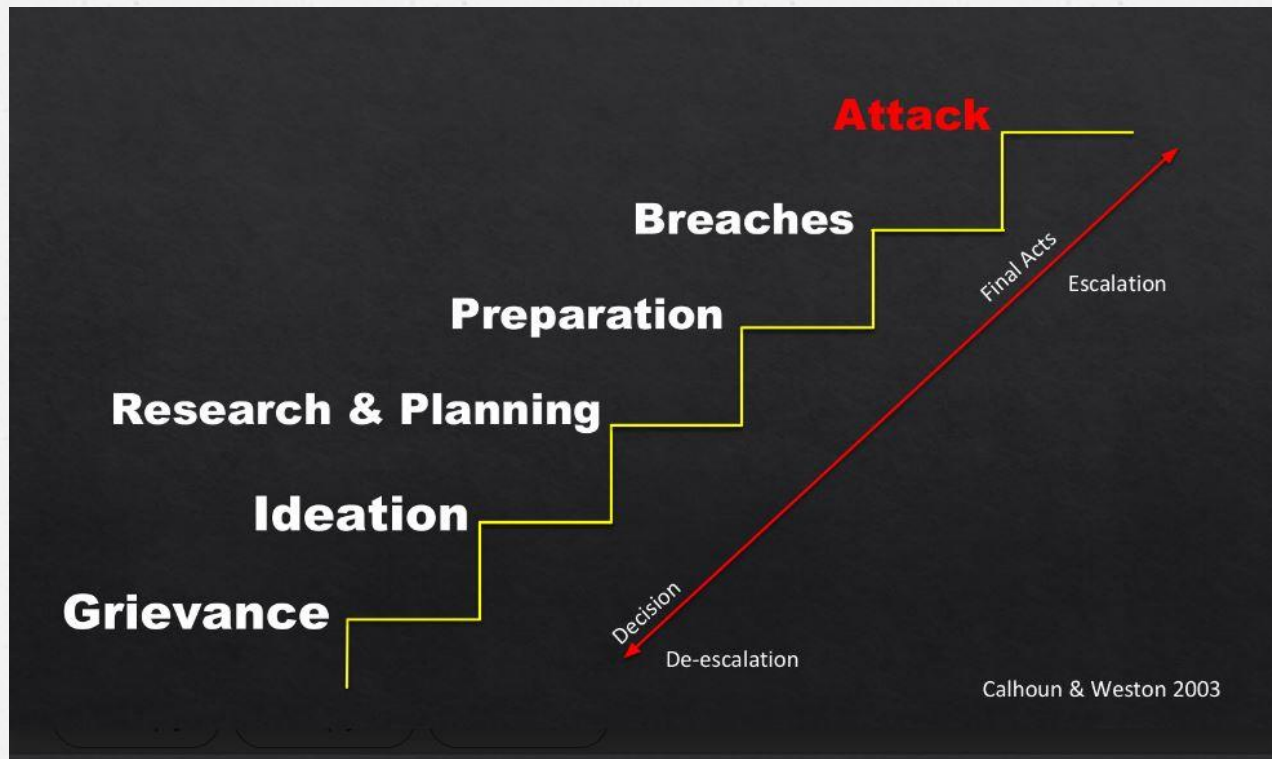 Attack
Breaches
Final Acts
Escalation
Preparation
Research & Planning
Ideation
Decision
Grievance
De-escalation
Calhoun & Weston 2003